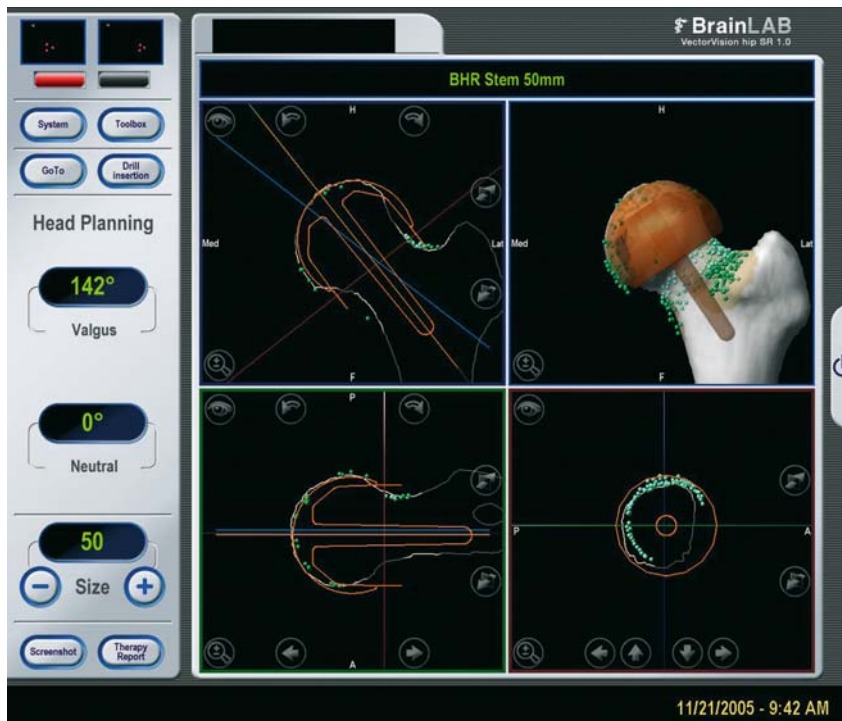 BrainLAB
VectorVision hip SR 1.0
BHR Stem 50mm
System
Toolbox
GoTo
Drill insertion
Head Planning
142°
Valgus
0°
Neutral
50
Size
Screenshot
Therapy Report
H
Med
Lat
F
H
Med
Lat
F
P
A
P
A
11/21/2005 - 9:42 AM